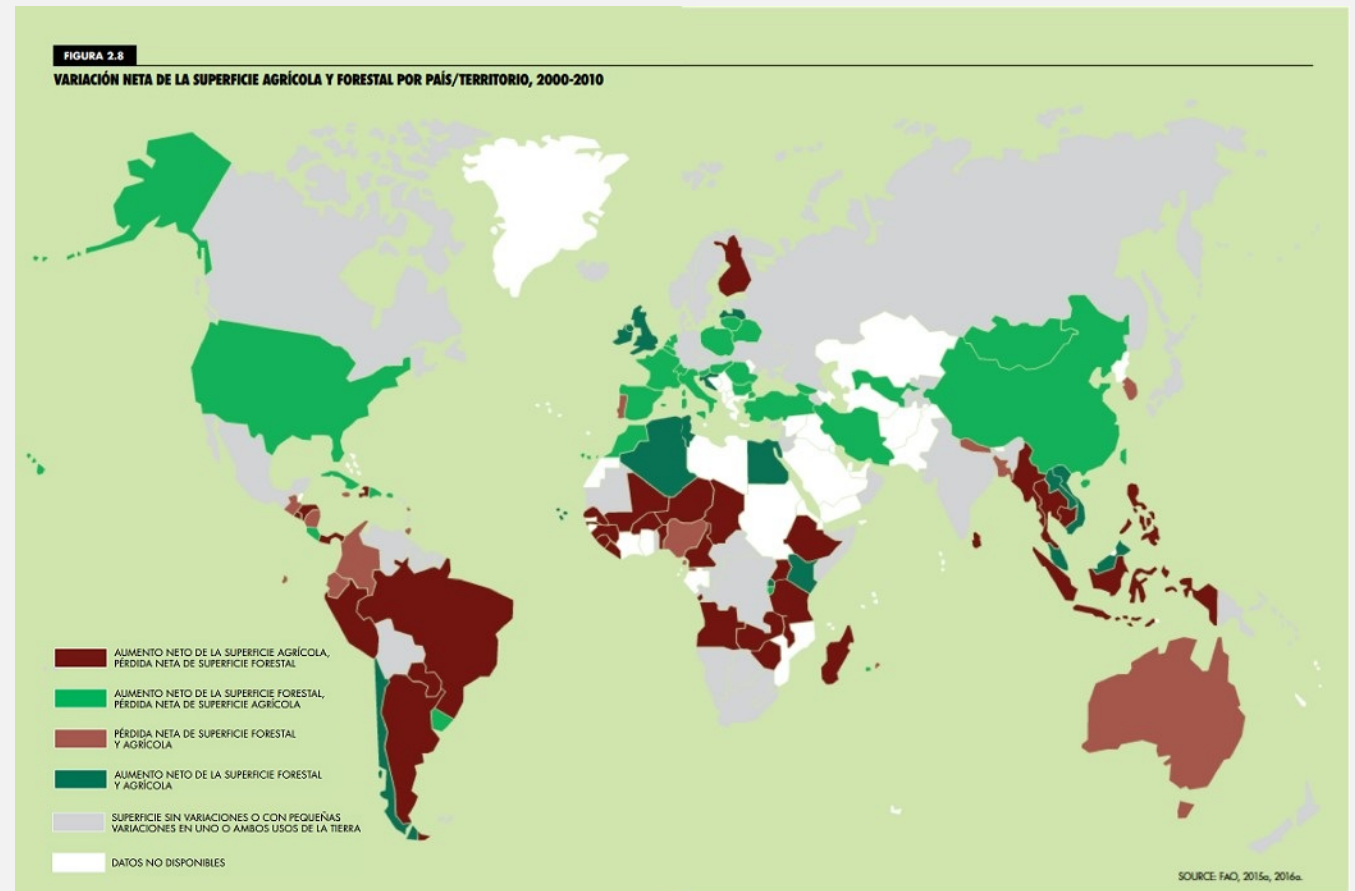 FIGURA 2.8
VARIACIÓN NETA DE LA SUPERFICIE AGRÍCOLA Y FORESTAL POR PAÍS/TERRITORIO, 2000-2010
AUMENTO NETO DE LA SUPERFICIE AGRÍCOLA,
PÉRDIDA NETA DE SUPERFICIE FORESTAL
AUMENTO NETO DE LA SUPERFICIE FORESTAL,
PÉRDIDA NETA DE SUPERFICIE AGRÍCOLA
PÉRDIDA NETA DE SUPERFICIE FORESTAL
Y AGRÍCOLA
AUMENTO NETO DE LA SUPERFICIE FORESTAL
Y AGRÍCOLA
SUPERFICIE SIN VARIACIONES O CON PEQUEÑAS
VARIACIONES EN UNO O AMBOS USOS DE LA TIERRA
DATOS NO DISPONIBLES
SOURCE: FAO, 2015a, 2016a.